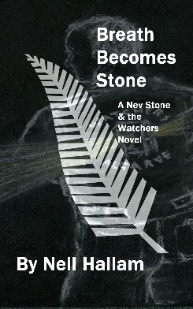 Breath
Becomes
Stone
A Nev Stone
& the
Watchers
Novel
By Nell Hallam